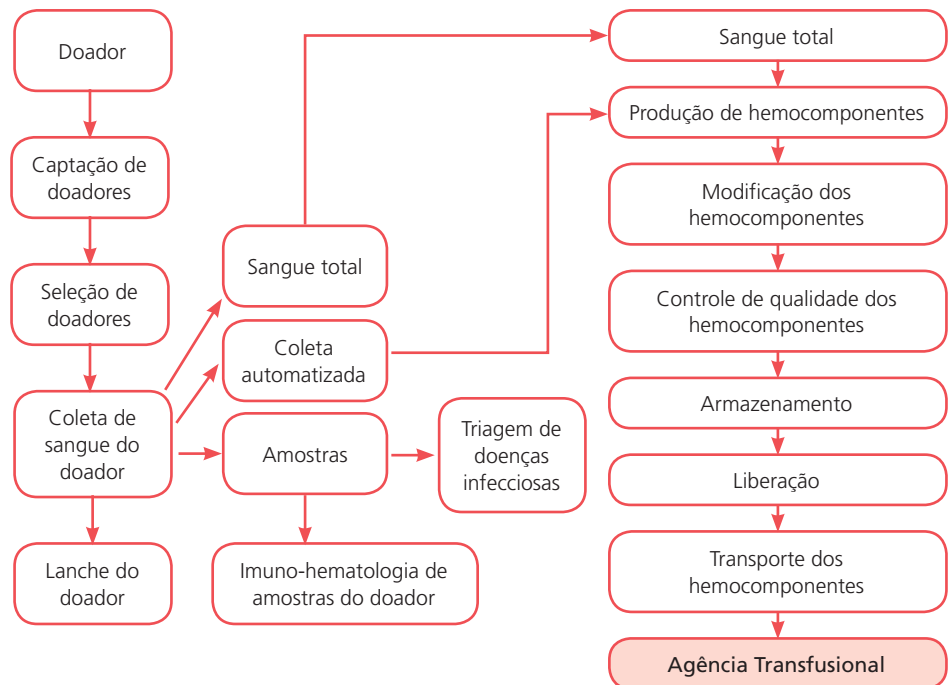 Doador
Captação de
doadores
Seleção de
doadores
Coleta de
sangue do
doador
Lanche do
doador
Sangue total
Coleta
automatizada
Amostras
Triagem de
doenças
infecciosas
Imuno-hematologia de
amostras do doador
Sangue total
Produção de hemocomponentes
Modificação dos
hemocomponentes
Controle de qualidade dos
hemocomponentes
Armazenamento
Liberação
Transporte dos
hemocomponentes
Agência Transfusional